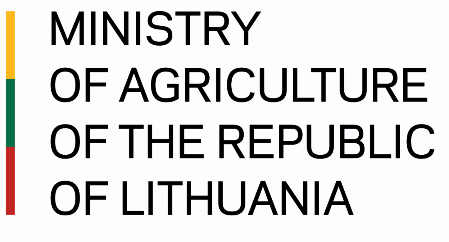 MINISTRY
OF AGRICULTURE
OF THE REPUBLIC
OF LITHUANIA